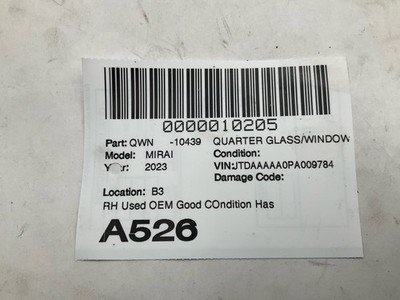 0000010205
Part: QWN -10439 QUARTER GLASS/WINDOW
Model: MIRAI Condition:
Year: 2023 VIN:JTDAAAAA0PA009784
Damage Code:
Location: B3
RH Used OEM Good COndition Has
A526